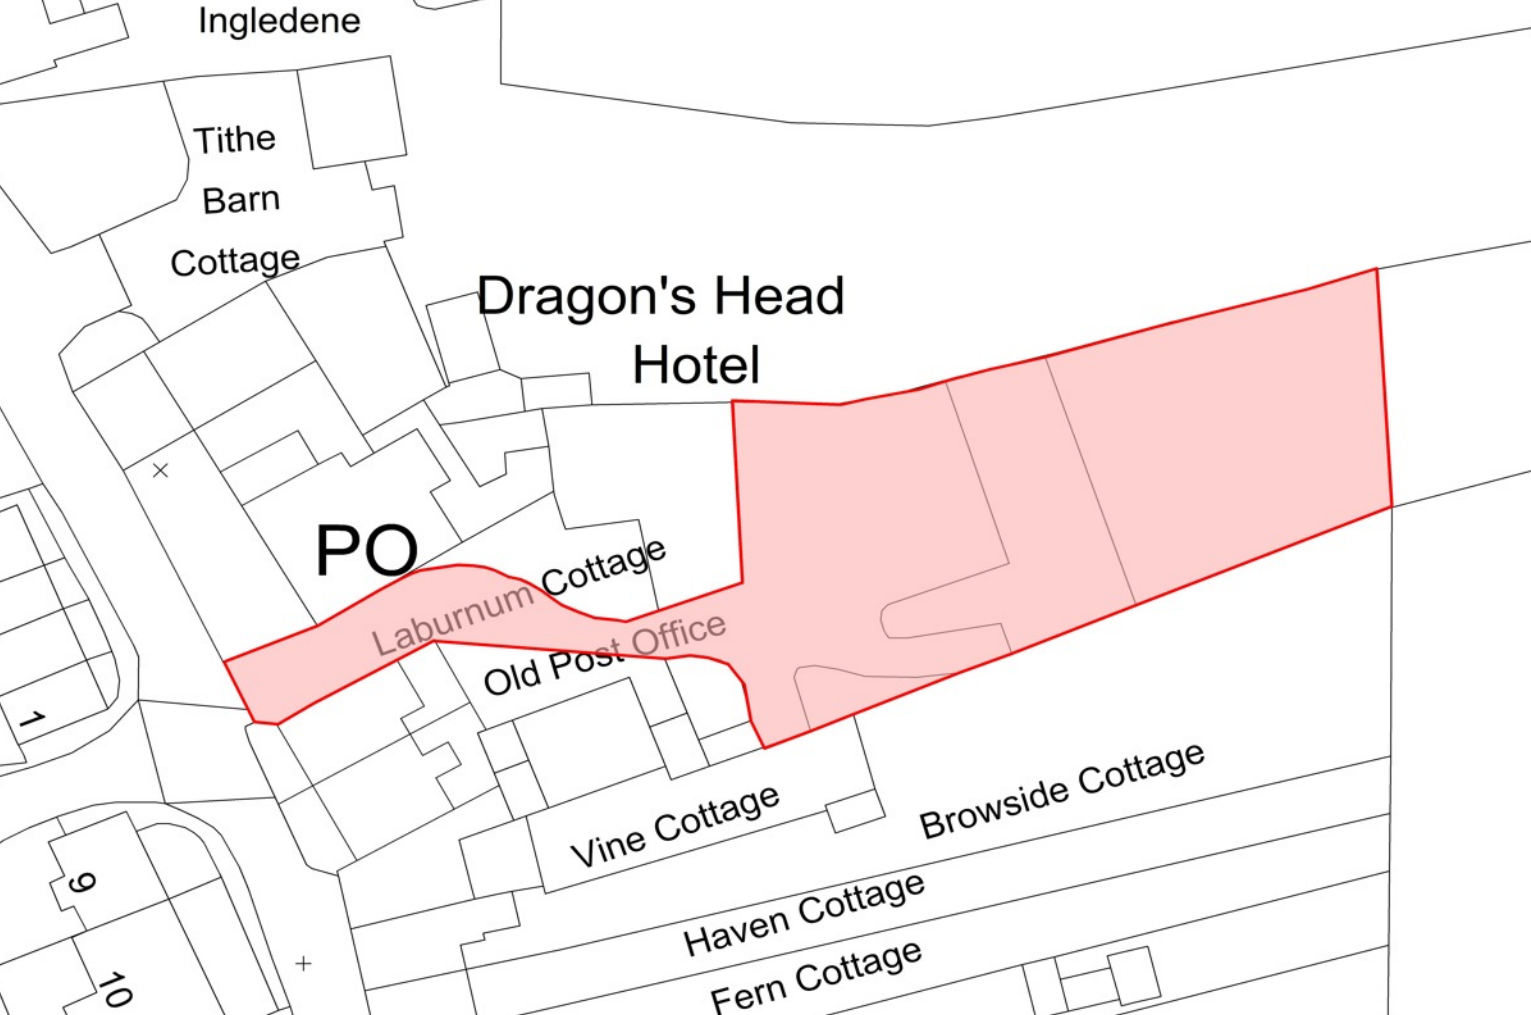 Ingledene
Tithe
Barn
Cottage
Dragon's Head
Hotel
PO
Laburnum Cottage
Old Post Office
1
Vine Cottage
Browside Cottage
9
Haven Cottage
Fern Cottage
10